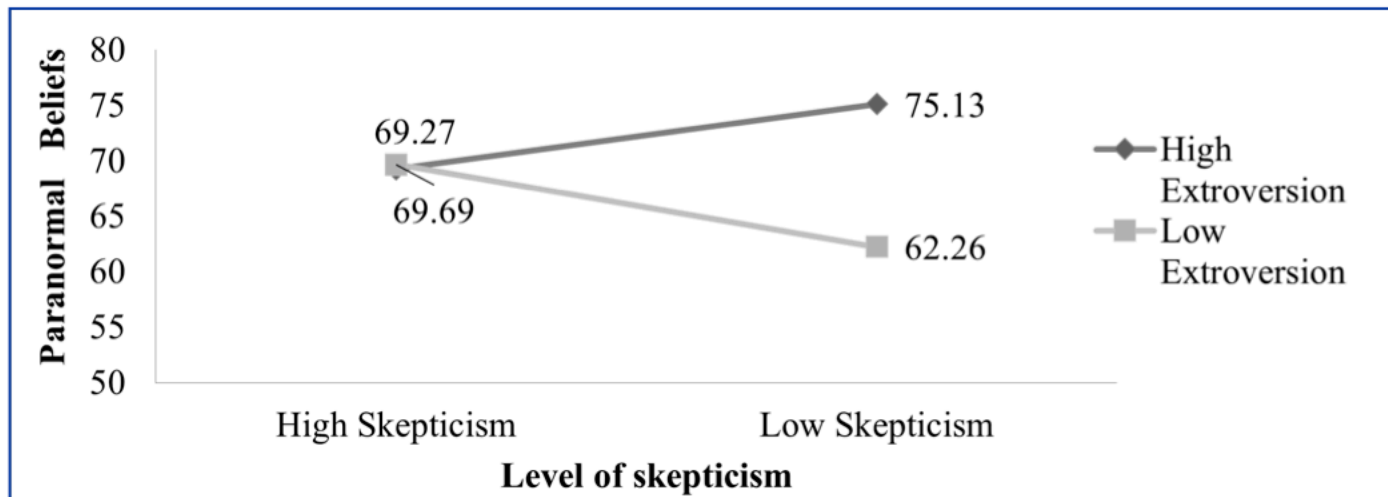 Paranormal Beliefs
80
75
70
65
60
55
50
69.27
69.69
75.13
62.26
High
Extroversion
Low
Extroversion
High Skepticism
Low Skepticism
Level of skepticism